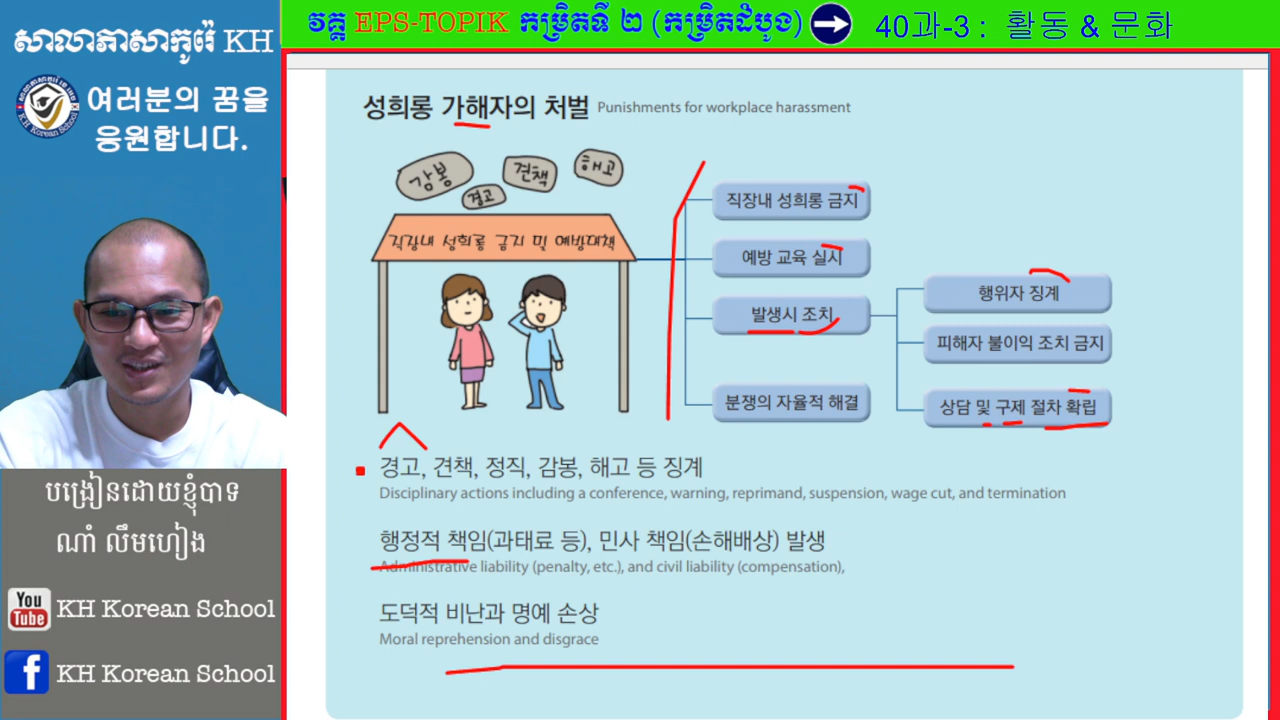 សាលាភាសាកូរ៉េ KH
여러분의 꿈을
응원합니다.
វគ្គ EPS-TOPIK កម្រិតទី ២ (កម្រិតដំបូង)
40과-3 : 활동 & 문화
성희롱 가해자의 처벌 Punishments for workplace harassment
감봉
경고
견책
해고
직장내 성희롱 금지 및 예방대책
직장내 성희롱 금지
예방 교육 실시
발생시 조치
분쟁의 자율적 해결
행위자 징계
피해자 불이익 조치 금지
상담 및 구제 절차 확립
경고, 견책, 정직, 감봉, 해고 등 징계
Disciplinary actions including a conference, warning, reprimand, suspension, wage cut, and termination
행정적 책임(과태료 등), 민사 책임(손해배상) 발생
Administrative liability (penalty, etc.), and civil liability (compensation),
도덕적 비난과 명예 손상
Moral reprehension and disgrace
បង្រៀនដោយខ្ញុំបាទ
ណាំ លឹមហៀង
You Tube KH Korean School
f KH Korean School